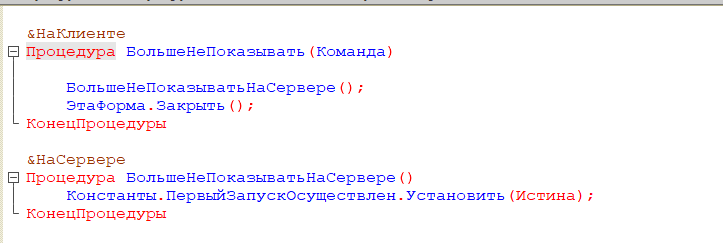 &НаКлиенте
Процедура БольшеНеПоказывать(Команда)
БольшеНеПоказыватьНаСервере();
ЭтаФорма.Закрыть();
КонецПроцедуры
&НаСервере
Процедура БольшеНеПоказыватьНаСервере()
Константы.ПервыйЗапускОсуществлен.Установить(Истина);
КонецПроцедуры